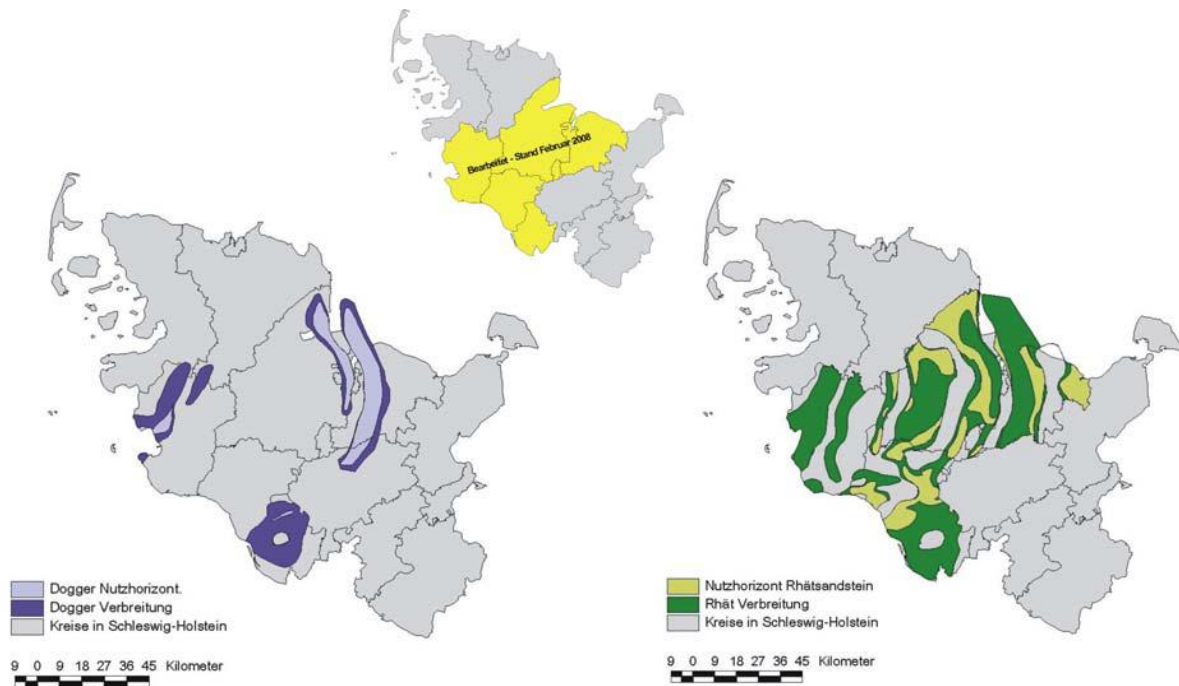 Bearbeitet - Stand Februar 2008
Dogger Nutzhorizont.
Dogger Verbreitung
Kreise in Schleswig-Holstein
9 0 9 18 27 36 45 Kilometer
Nutzhorizont Rhätsandstein
Rhät Verbreitung
Kreise in Schleswig-Holstein
9 0 9 18 27 36 45 Kilometer